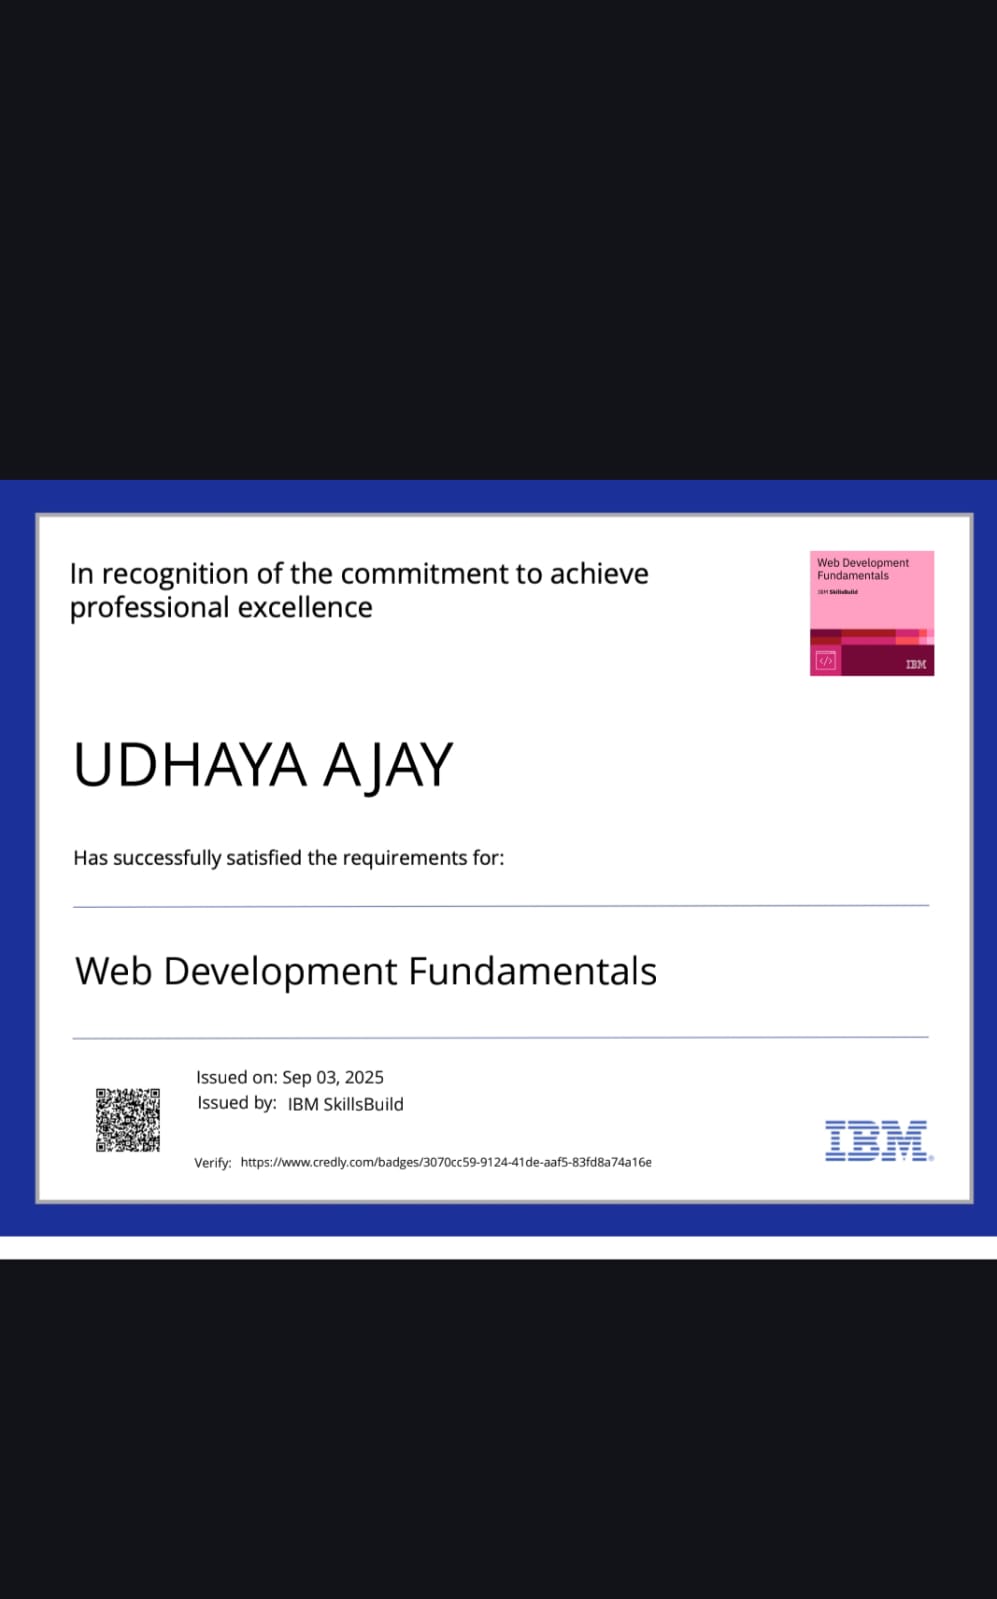 In recognition of the commitment to achieve
professional excellence
Web Development
Fundamentals
IBM SkillsBuild
</>
IBM
UDHAYA AJAY
Has successfully satisfied the requirements for:
Web Development Fundamentals
Issued on: Sep 03, 2025
Issued by: IBM SkillsBuild
Verify: https://www.credly.com/badges/3070cc59-9124-41de-aaf5-83fd8a74a16e
IBM®